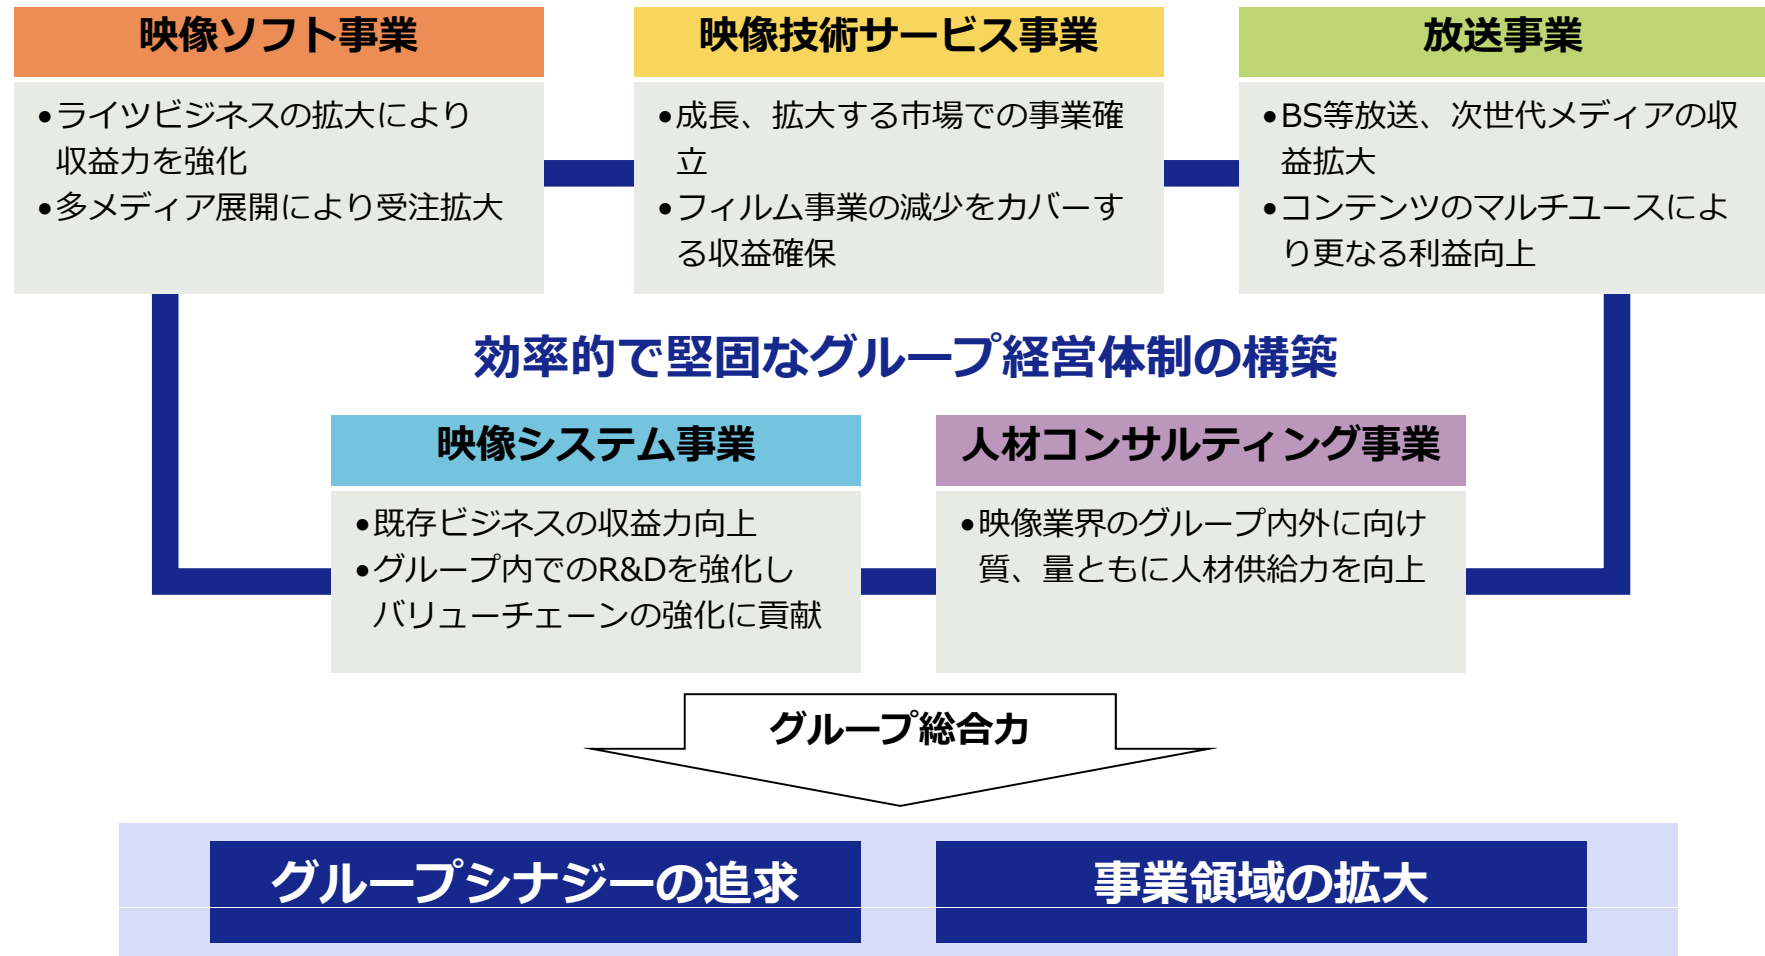 映像ソフト事業
•ライツビジネスの拡大により
収益力を強化
•多メディア展開により受注拡大
映像技術サービス事業
•成長、拡大する市場での事業確
立
•フィルム事業の減少をカバーす
る収益確保
放送事業
•BS等放送、次世代メディアの収
益拡大
•コンテンツのマルチユースによ
り更なる利益向上
効率的で堅固なグループ経営体制の構築
映像システム事業
•既存ビジネスの収益力向上
•グループ内でのR&Dを強化し
バリューチェーンの強化に貢献
人材コンサルティング事業
•映像業界のグループ内外に向け
質、量ともに人材供給力を向上
グループ総合力
グループシナジーの追求
事業領域の拡大